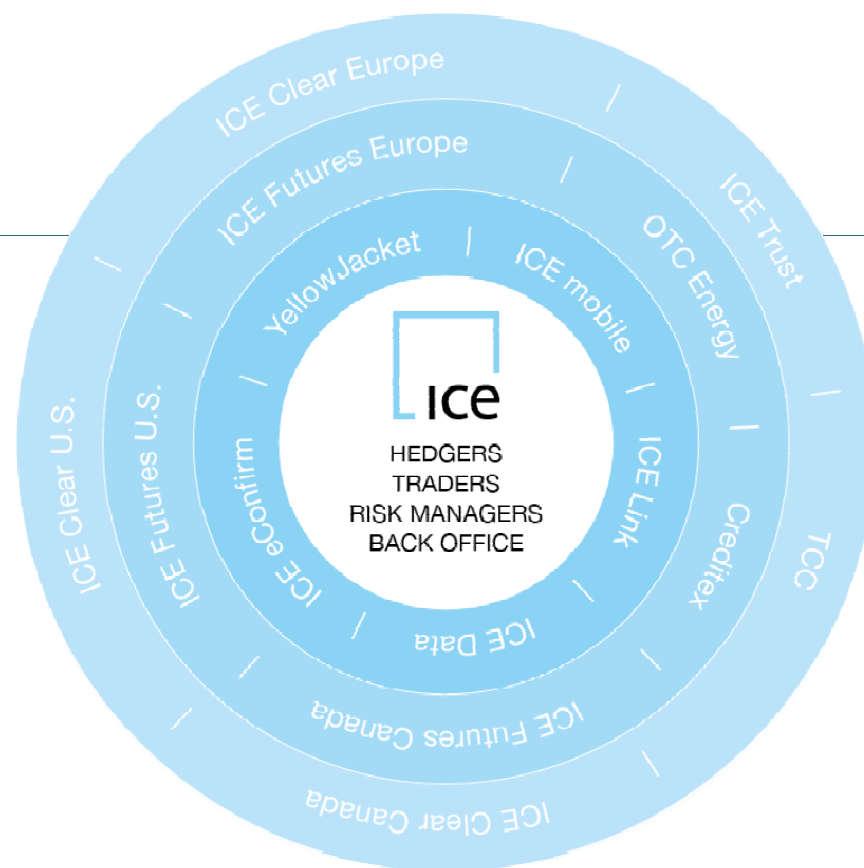 ICE Clear Europe
ICE Trust
TCC
ICE Clear Canada
ICE Clear U.S.
ICE Futures Europe
OTC Energy
Creditex
ICE Futures Canada
ICE Futures U.S.
YellowJacket
ICE mobile
ICE Link
ICE Data
ICE eConfirm
ice
HEDGERS
TRADERS
RISK MANAGERS
BACK OFFICE